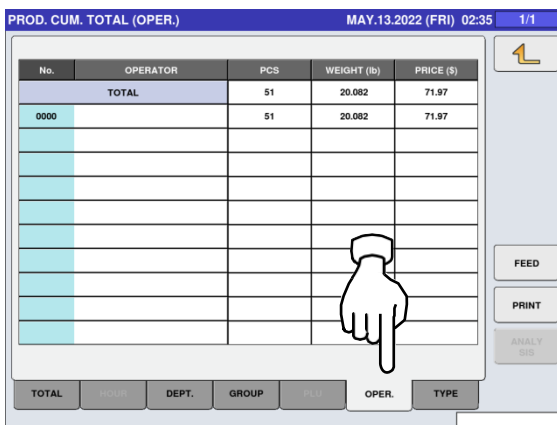 PROD. CUM. TOTAL (OPER.) MAY.13.2022 (FRI) 02:35 1/1
No. OPERATOR PCS WEIGHT (lb) PRICE ($)
TOTAL 51 20.082 71.97
0000 51 20.082 71.97
FEED
PRINT
ANALY
SIS
TOTAL HOUR DEPT. GROUP PLU OPER. TYPE